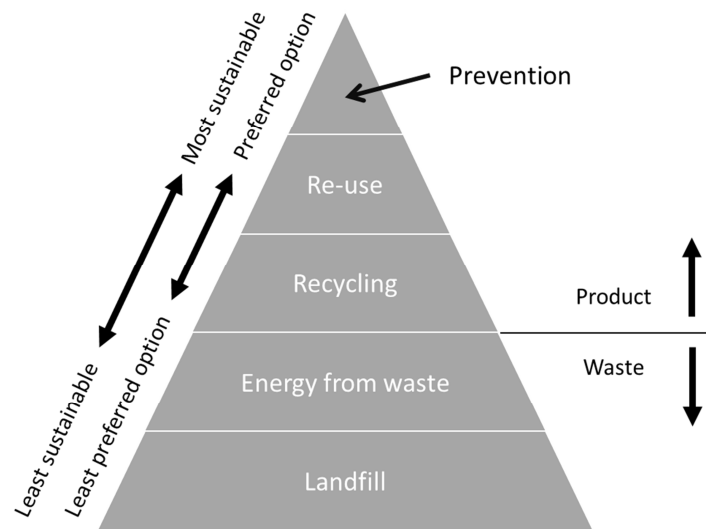 Most sustainable
Preferred option
Prevention
Re-use
Recycling
Product
Waste
Energy from waste
Least sustainable
Least preferred option
Landfill